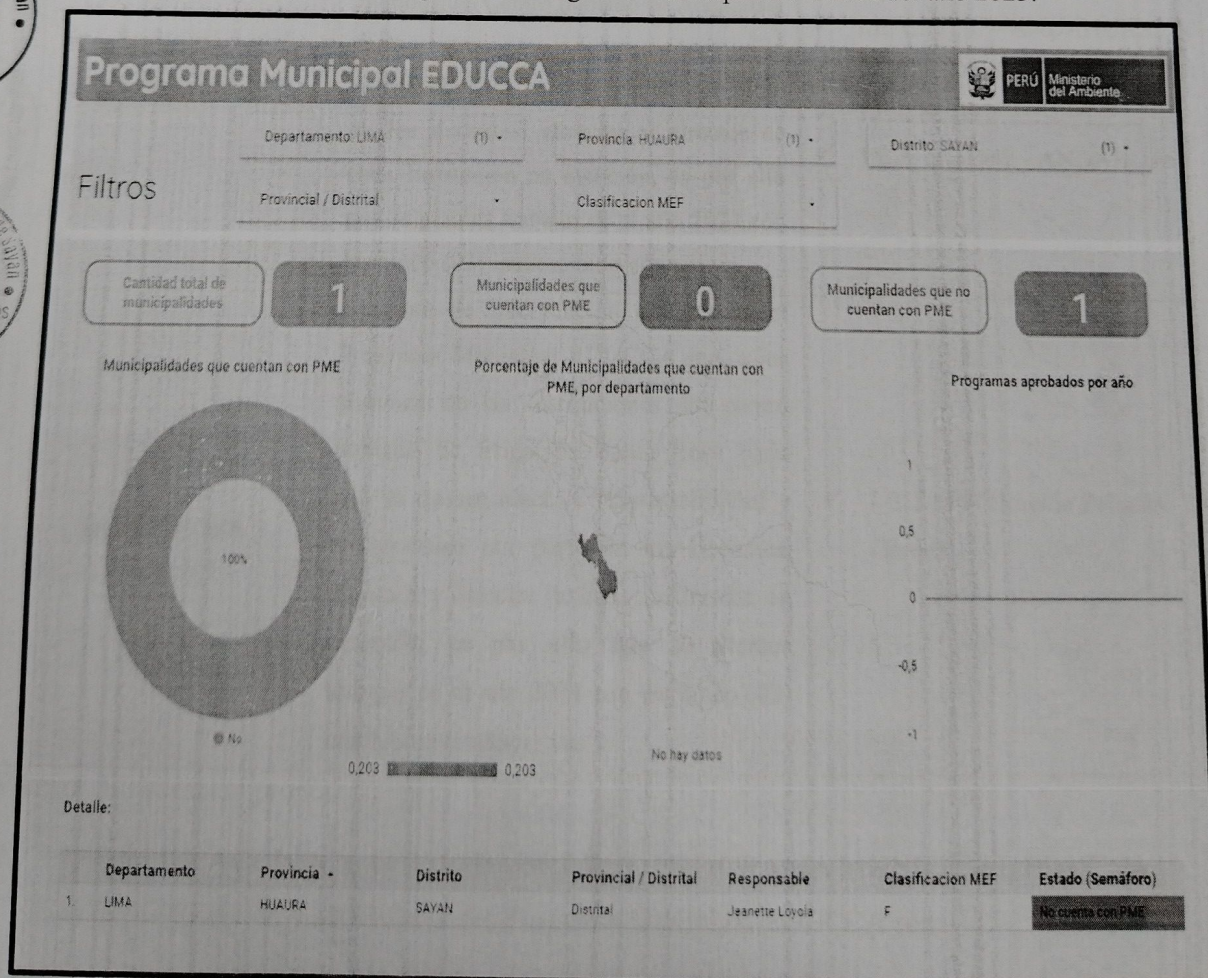 Programa Municipal EDUCCA
PERÚ Ministerio del Ambiente
Departamento: LIMA (1)
Provincia: HUAURA (1)
Distrito: SAYAN (1)
Filtros
Provincial / Distrital
Clasificacion MEF
Cantidad total de
municipalidades
1
Municipalidades que
cuentan con PME
0
Municipalidades que no
cuentan con PME
1
Municipalidades que cuentan con PME
100%
No
Porcentaje de Municipalidades que cuentan con
PME, por departamento
0,203 0,203
No hay datos
Programas aprobados por año
1
0,5
0
-0,5
-1
Detalle:
Departamento Provincia Distrito Provincial / Distrital Responsable Clasificacion MEF Estado (Semáforo)
1. LIMA HUAURA SAYAN Distrital Jeanette Loyola F No cuenta con PME